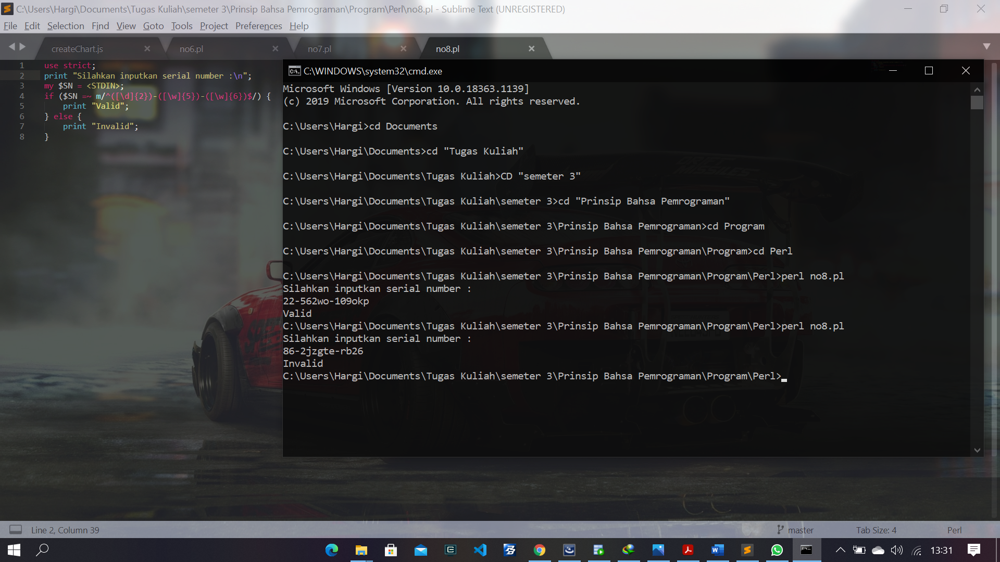 C:\Users\Hargi\Documents\Tugas Kuliah\semeter 3\Prinsip Bahsa Pemrograman\Program\Perl\no8.pl - Sublime Text (UNREGISTERED)
File Edit Selection Find View Goto Tools Project Preferences Help
createChart.js no6.pl no7.pl no8.pl
1 use strict;
2 print "Silahkan inputkan serial number :\n";
3 my $SN = <STDIN>;
4 if ($SN =~ m/^([\d]{2})-([\w]{5})-([\w]{6})$/) {
5 print "Valid";
6 } else {
7 print "Invalid";
8 }
C:\WINDOWS\system32\cmd.exe
Microsoft Windows [Version 10.0.18363.1139]
(c) 2019 Microsoft Corporation. All rights reserved.
C:\Users\Hargi>cd Documents
C:\Users\Hargi\Documents>cd "Tugas Kuliah"
C:\Users\Hargi\Documents\Tugas Kuliah>CD "semeter 3"
C:\Users\Hargi\Documents\Tugas Kuliah\semeter 3>cd "Prinsip Bahsa Pemrograman"
C:\Users\Hargi\Documents\Tugas Kuliah\semeter 3\Prinsip Bahsa Pemrograman>cd Program
C:\Users\Hargi\Documents\Tugas Kuliah\semeter 3\Prinsip Bahsa Pemrograman\Program>cd Perl
C:\Users\Hargi\Documents\Tugas Kuliah\semeter 3\Prinsip Bahsa Pemrograman\Program\Perl>perl no8.pl
Silahkan inputkan serial number :
22-562wo-109okp
Valid
C:\Users\Hargi\Documents\Tugas Kuliah\semeter 3\Prinsip Bahsa Pemrograman\Program\Perl>perl no8.pl
Silahkan inputkan serial number :
86-2jzgte-rb26
Invalid
C:\Users\Hargi\Documents\Tugas Kuliah\semeter 3\Prinsip Bahsa Pemrograman\Program\Perl>
Line 2, Column 39 master Tab Size: 4 Perl
13:31